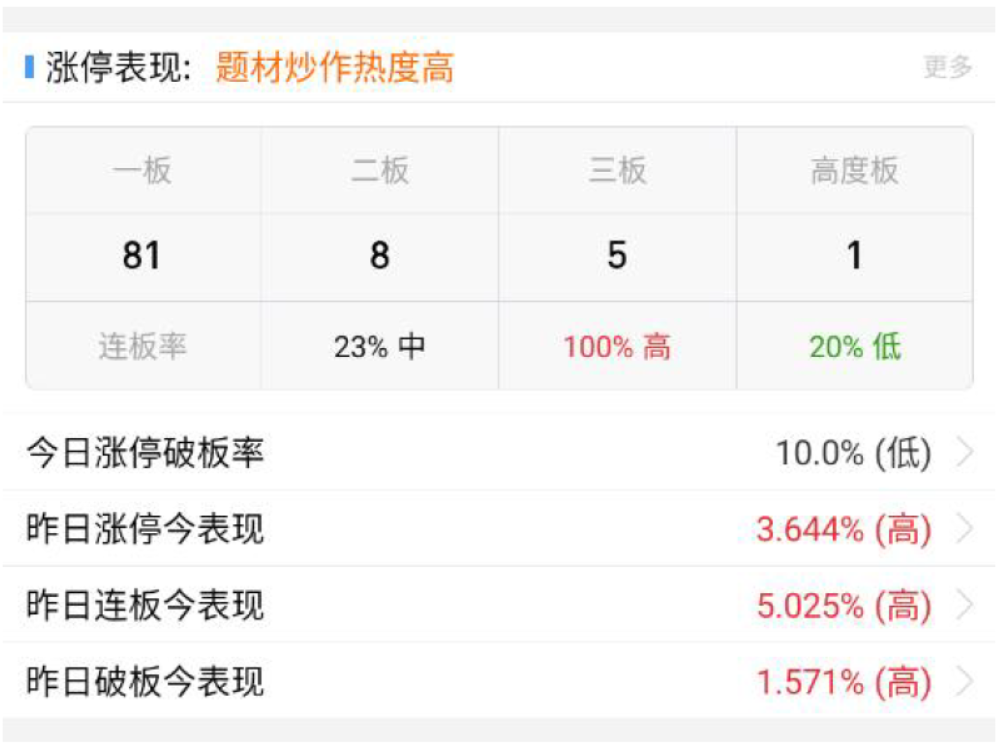 涨停表现: 题材炒作热度高 更多
一板 二板 三板 高度板
81 8 5 1
连板率 23% 中 100% 高 20% 低
今日涨停破板率 10.0% (低)
昨日涨停今表现 3.644% (高)
昨日连板今表现 5.025% (高)
昨日破板今表现 1.571% (高)